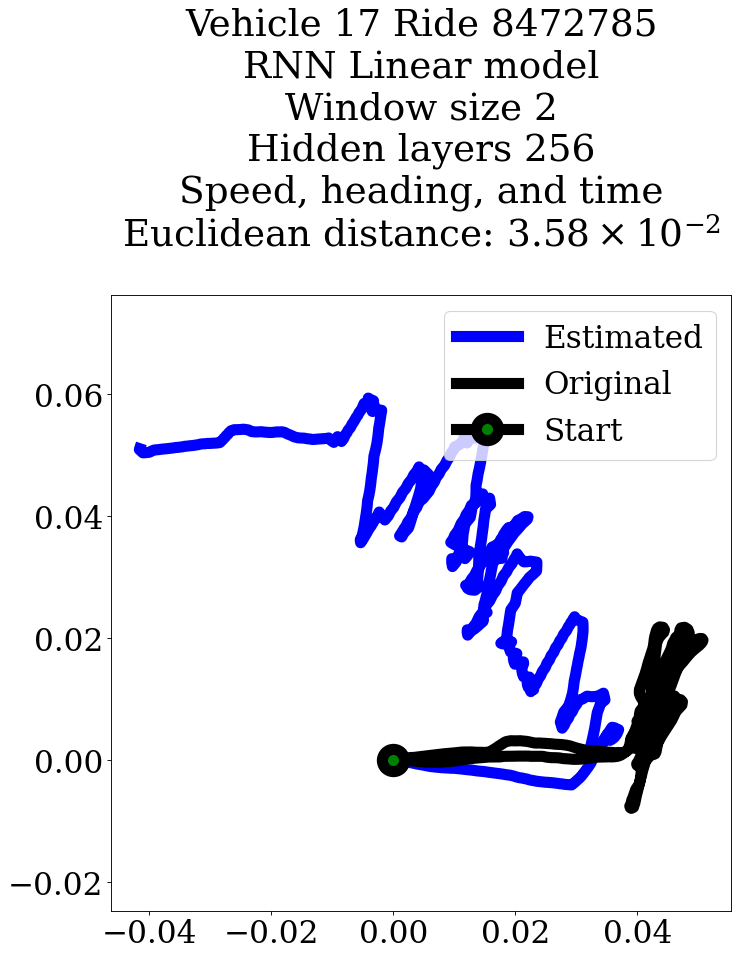 Vehicle 17 Ride 8472785
RNN Linear model
Window size 2
Hidden layers 256
Speed, heading, and time
Euclidean distance: 3.58 × 10⁻²
Estimated
Original
Start
0.06
0.04
0.02
0.00
−0.02
−0.04
−0.02
0.00
0.02
0.04